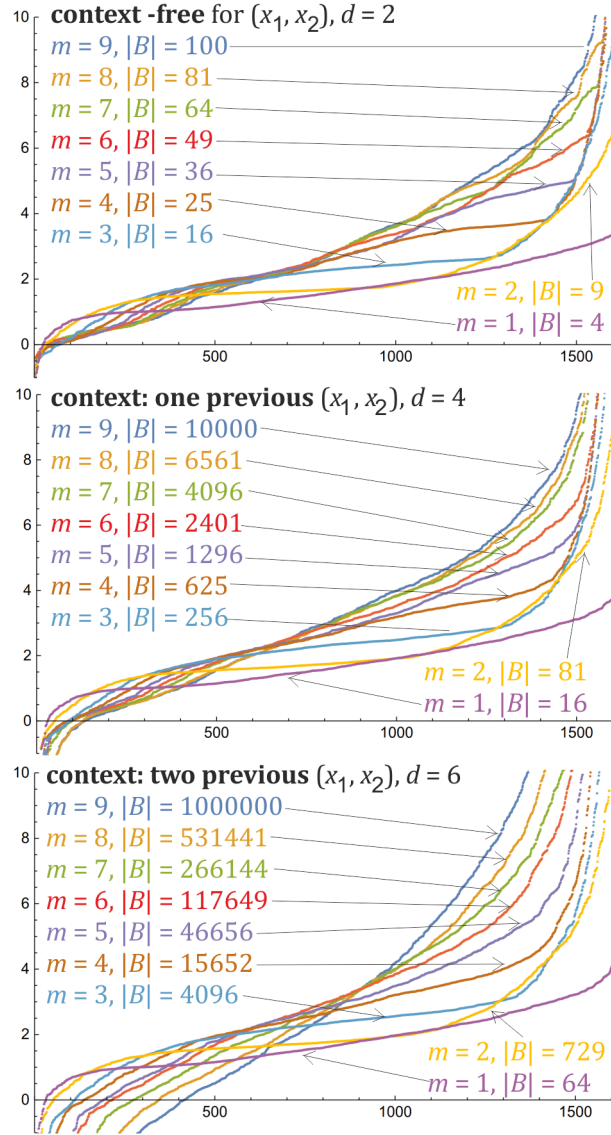 10
context -free for (x₁, x₂), d = 2
m = 9, |B| = 100
m = 8, |B| = 81
8
m = 7, |B| = 64
m = 6, |B| = 49
6
m = 5, |B| = 36
m = 4, |B| = 25
4
m = 3, |B| = 16
2
m = 2, |B| = 9
m = 1, |B| = 4
0
500 1000 1500
10
context: one previous (x₁, x₂), d = 4
m = 9, |B| = 10000
m = 8, |B| = 6561
8
m = 7, |B| = 4096
m = 6, |B| = 2401
6
m = 5, |B| = 1296
m = 4, |B| = 625
4
m = 3, |B| = 256
2
m = 2, |B| = 81
m = 1, |B| = 16
0
500 1000 1500
10
context: two previous (x₁, x₂), d = 6
m = 9, |B| = 1000000
m = 8, |B| = 531441
8
m = 7, |B| = 266144
m = 6, |B| = 117649
6
m = 5, |B| = 46656
m = 4, |B| = 15652
4
m = 3, |B| = 4096
2
m = 2, |B| = 729
m = 1, |B| = 64
0
500 1000 1500